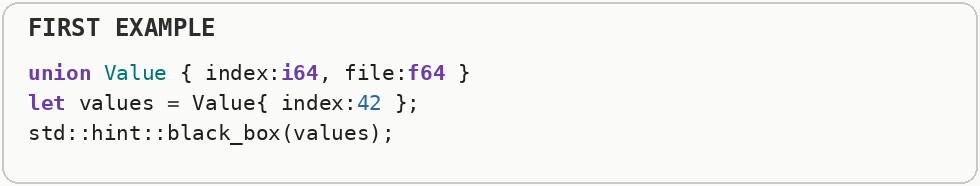 FIRST EXAMPLE
union Value { index:i64, file:f64 }
let values = Value{ index:42 };
std::hint::black_box(values);